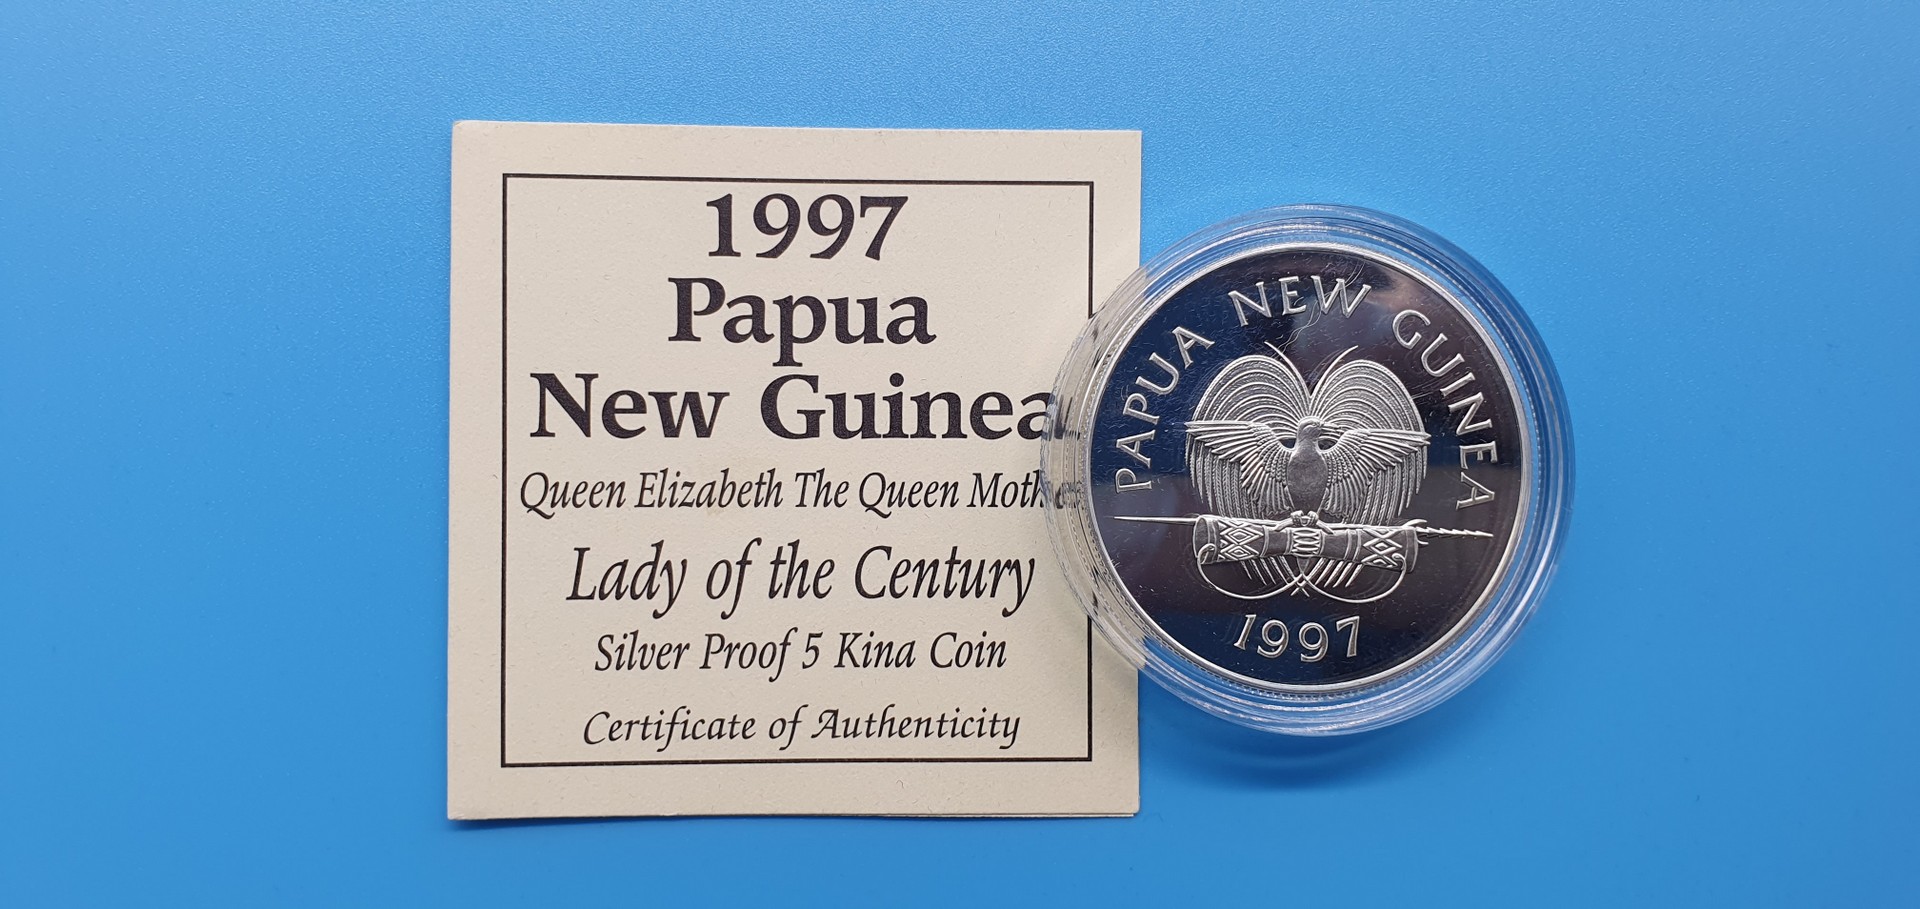 1997
Papua
New Guinea
Queen Elizabeth The Queen Mother
Lady of the Century
Silver Proof 5 Kina Coin
Certificate of Authenticity
PAPUA NEW GUINEA
1997